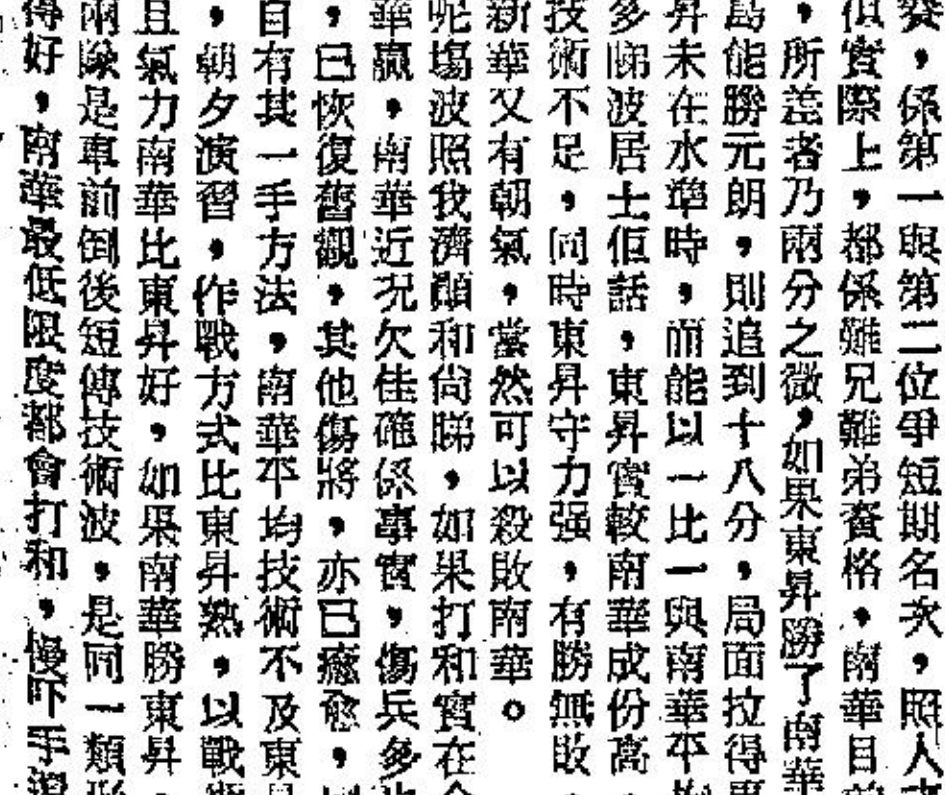 賽，係第一與第二位爭短期名次，照人
但實際上，都係難兄難弟資格，南華目前
，所差者乃兩分之微，如果東昇勝了南華
島能勝元朗，則追到十八分，局面拉得更
昇未在水準時，而能以一比一與南華平
多睇波居士佢話，東昇實較南華成份高
技術不足，同時東昇守力强，有勝無敗
新華又有朝氣，當然可以殺敗南華。
呢塲波照我濟顚和尙睇，如果打和實在
華贏，南華近況欠佳確係事實，傷兵多
，已恢復舊觀，其他傷將，亦已癒愈，
自有其一手方法，南華平均技術不及東
，朝夕演習，作戰方式比東昇熟，以戰
且氣力南華比東昇好，如果南華勝東昇
兩隊是車前倒後短傳技術波，是同一類
得好，南華最低限度都會打和，慢吓手